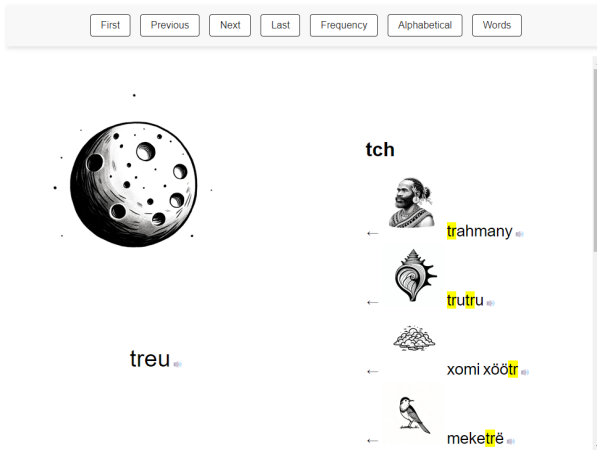 First Previous Next Last Frequency Alphabetical Words
treu
tch
← trahmany
← trutru
← xomi xöötr
← meketrë